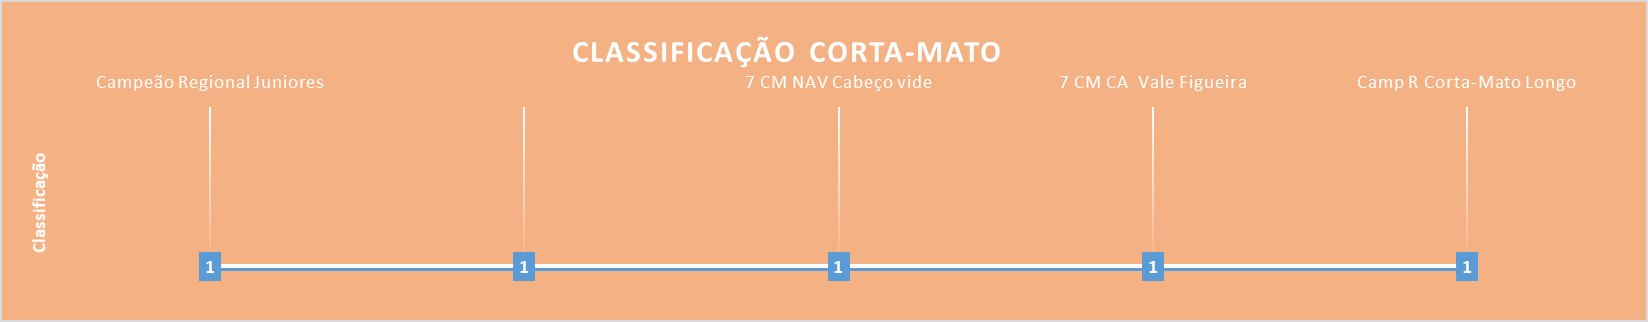 CLASSIFICAÇÃO CORTA-MATO
Campeão Regional Juniores
7 CM NAV Cabeço vide
7 CM CA Vale Figueira
Camp R Corta-Mato Longo
Classificação
1
1
1
1
1